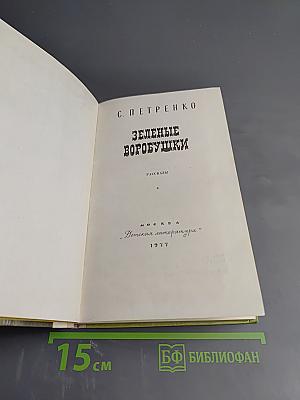 С. ПЕТРЕНКО
ЗЕЛЕНЫЕ
ВОРОБУШКИ
РАССКАЗЫ
МОСКВА
„Детская литература“
1977
15 см
БФ БИБЛИОФАН